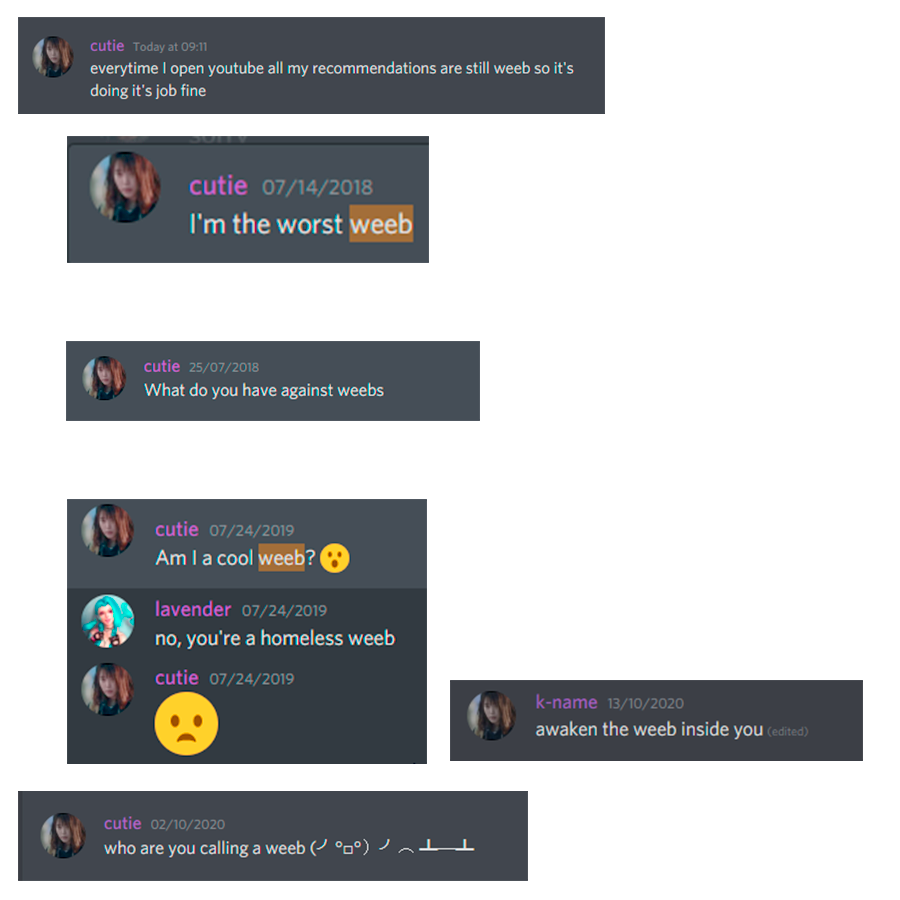 cutie Today at 09:11
everytime I open youtube all my recommendations are still weeb so it's
doing it's job fine
sorry
cutie 07/14/2018
I'm the worst weeb
cutie 25/07/2018
What do you have against weebs
cutie 07/24/2019
Am I a cool weeb? 😮
lavender 07/24/2019
no, you're a homeless weeb
cutie 07/24/2019
🙁
k-name 13/10/2020
awaken the weeb inside you (edited)
cutie 02/10/2020
who are you calling a weeb (╯°□°）╯︵ ┻━┻